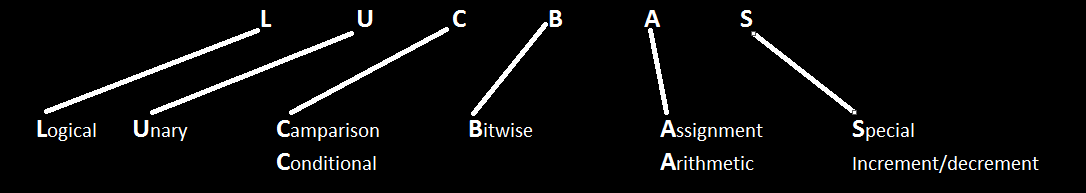 L U C B A S
Logical Unary Camparison Bitwise Assignment Special
Conditional Arithmetic Increment/decrement